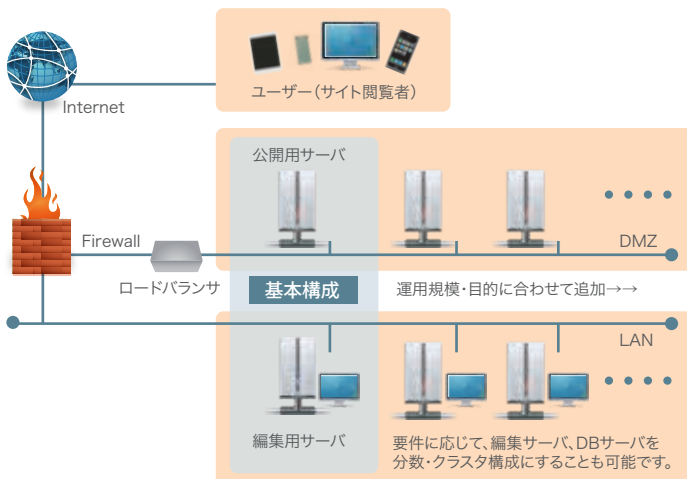 ユーザー(サイト閲覧者)
Internet
公開用サーバ
Firewall
DMZ
ロードバランサ
基本構成
運用規模・目的に合わせて追加→→
LAN
編集用サーバ
要件に応じて、編集サーバ、DBサーバを
分数・クラスタ構成にすることも可能です。